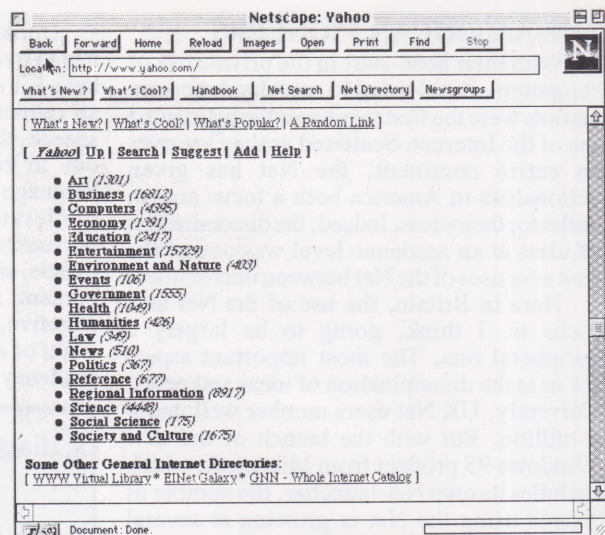 Netscape: Yahoo
Back Forward Home Reload Images Open Print Find Stop
N
Location: http://www.yahoo.com/
What's New? What's Cool? Handbook Net Search Net Directory Newsgroups
[ What's New? | What's Cool? | What's Popular? | A Random Link ]
[ Yahoo! | Up | Search | Suggest | Add | Help ]
Art (1301)
Business (16812)
Computers (4395)
Economy (1391)
Education (2417)
Entertainment (15729)
Environment and Nature (403)
Events (106)
Government (1555)
Health (1049)
Humanities (426)
Law (349)
News (510)
Politics (367)
Reference (677)
Regional Information (8917)
Science (4448)
Social Science (175)
Society and Culture (1675)
Some Other General Internet Directories:
[ WWW Virtual Library * EINet Galaxy * GNN - Whole Internet Catalog ]
Document: Done.